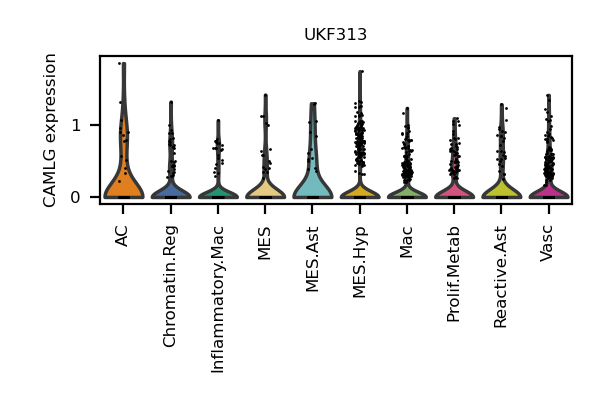 UKF313
CAMLG expression
1
0
AC
Chromatin.Reg
Inflammatory.Mac
MES
MES.Ast
MES.Hyp
Mac
Prolif.Metab
Reactive.Ast
Vasc